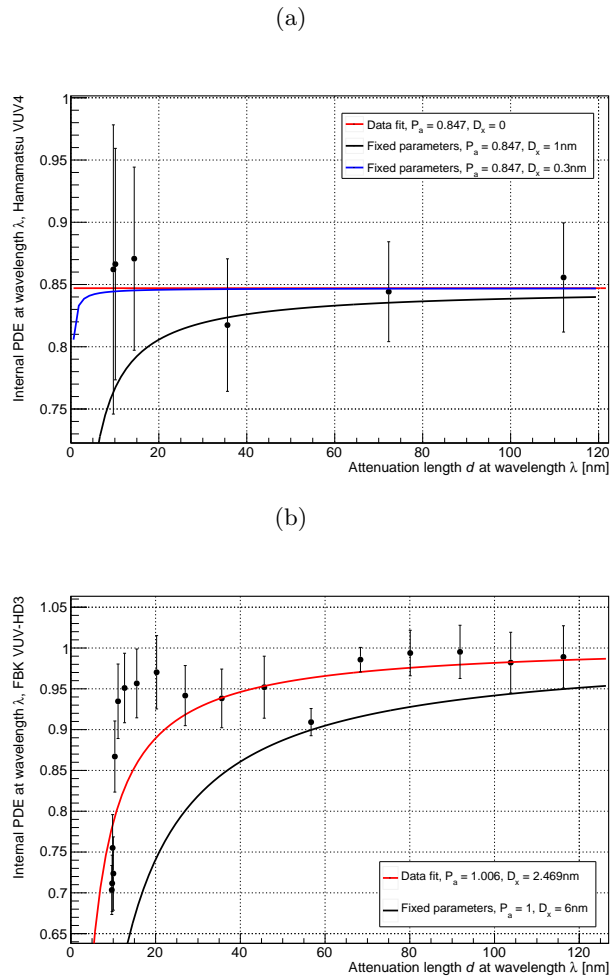 (a)
Internal PDE at wavelength λ, Hamamatsu VUV4
1
0.95
0.9
0.85
0.8
0.75
Data fit, P_a = 0.847, D_x = 0
Fixed parameters, P_a = 0.847, D_x = 1nm
Fixed parameters, P_a = 0.847, D_x = 0.3nm
0 20 40 60 80 100 120
Attenuation length d at wavelength λ [nm]
(b)
Internal PDE at wavelength λ, FBK VUV-HD3
1.05
1
0.95
0.9
0.85
0.8
0.75
0.7
0.65
Data fit, P_a = 1.006, D_x = 2.469nm
Fixed parameters, P_a = 1, D_x = 6nm
0 20 40 60 80 100 120
Attenuation length d at wavelength λ [nm]